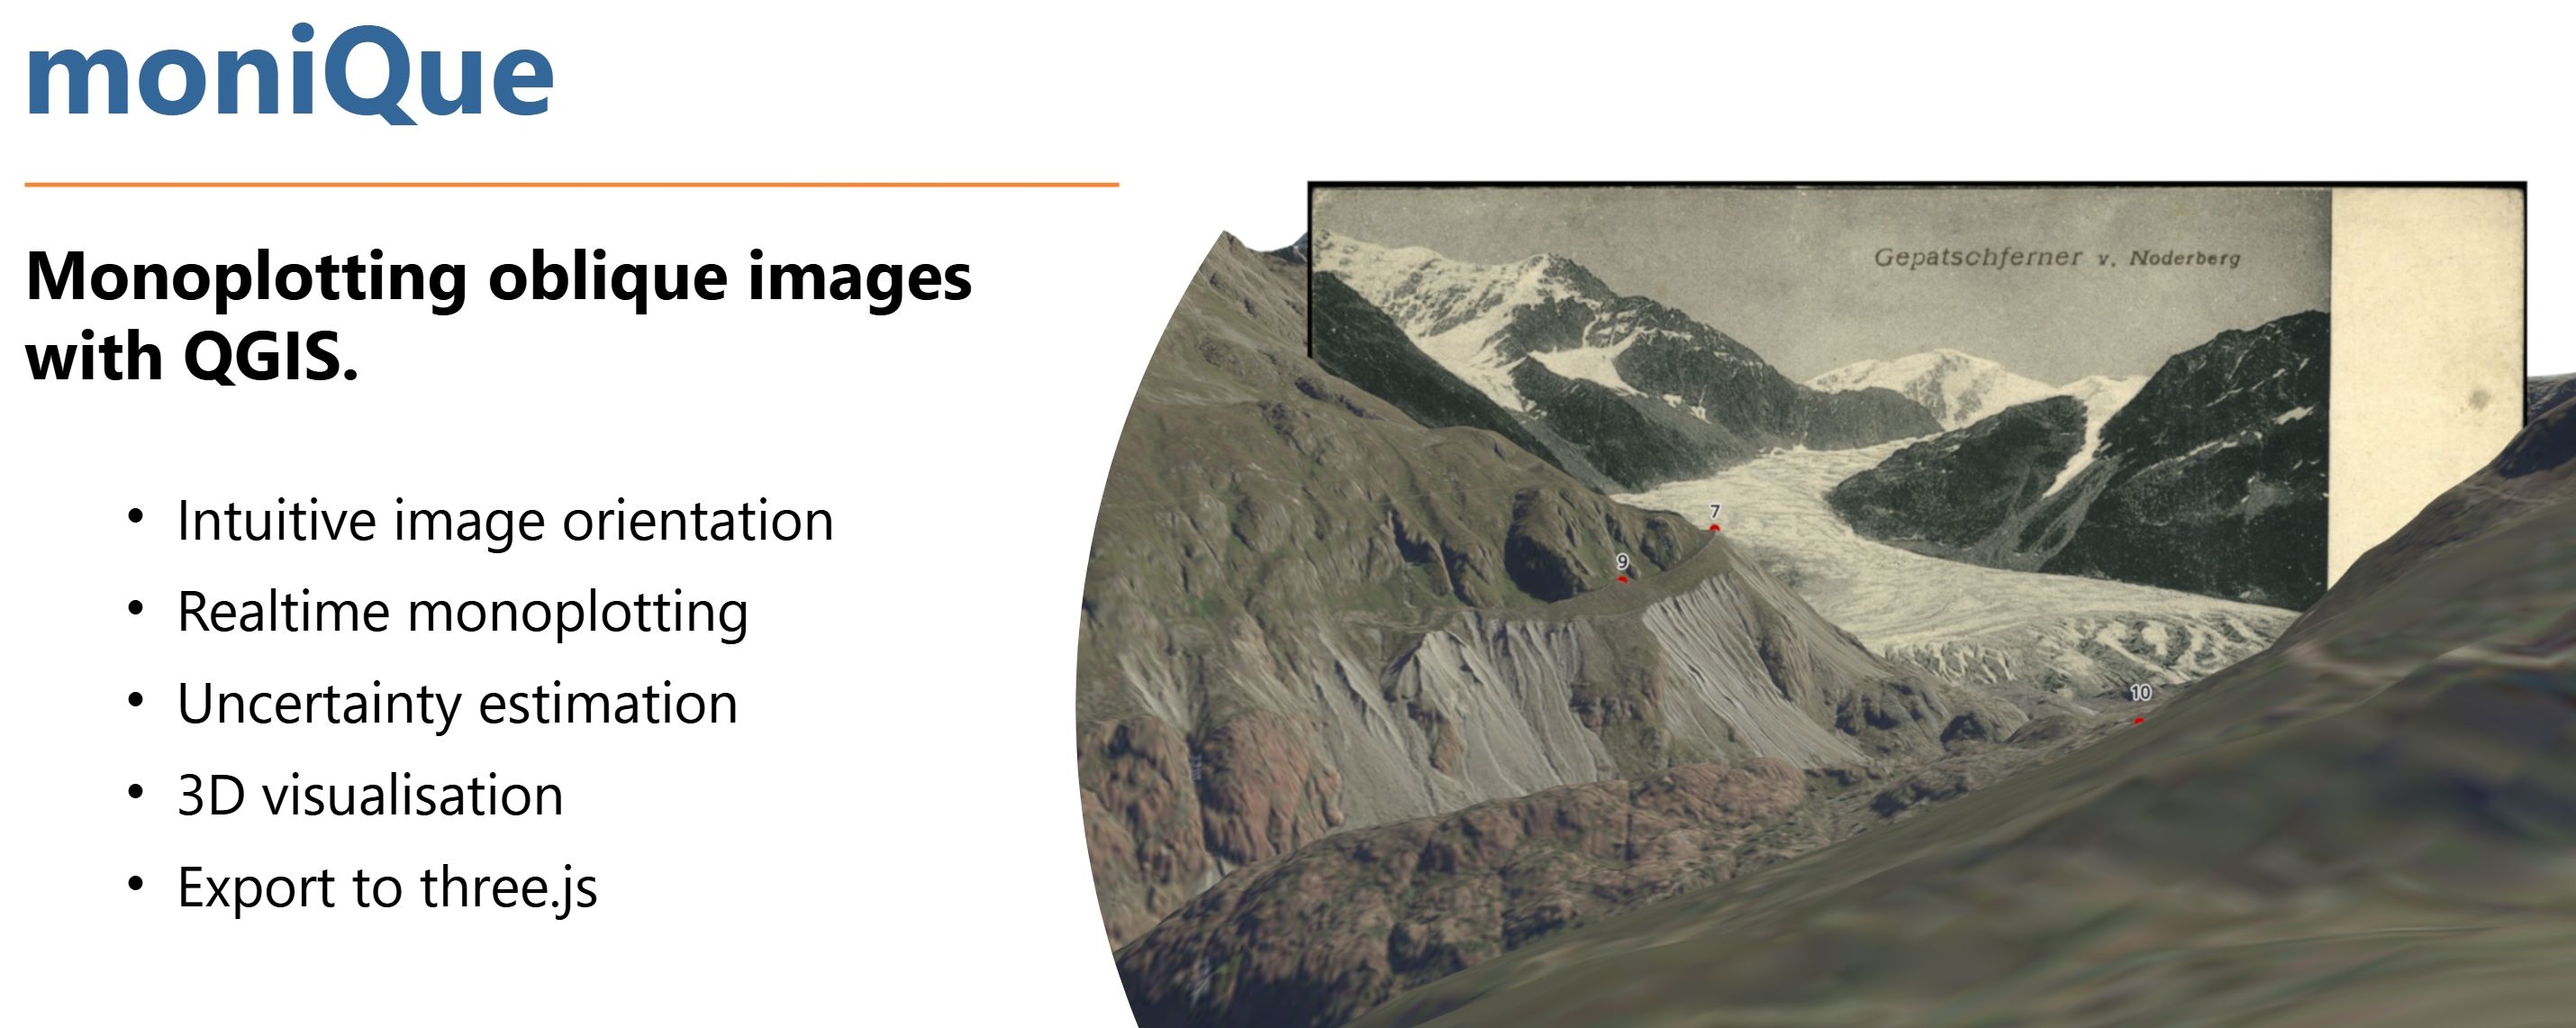 moniQue
Monoplotting oblique images
with QGIS.
• Intuitive image orientation
• Realtime monoplotting
• Uncertainty estimation
• 3D visualisation
• Export to three.js
Gepatschferner v. Noderberg
7
9
10